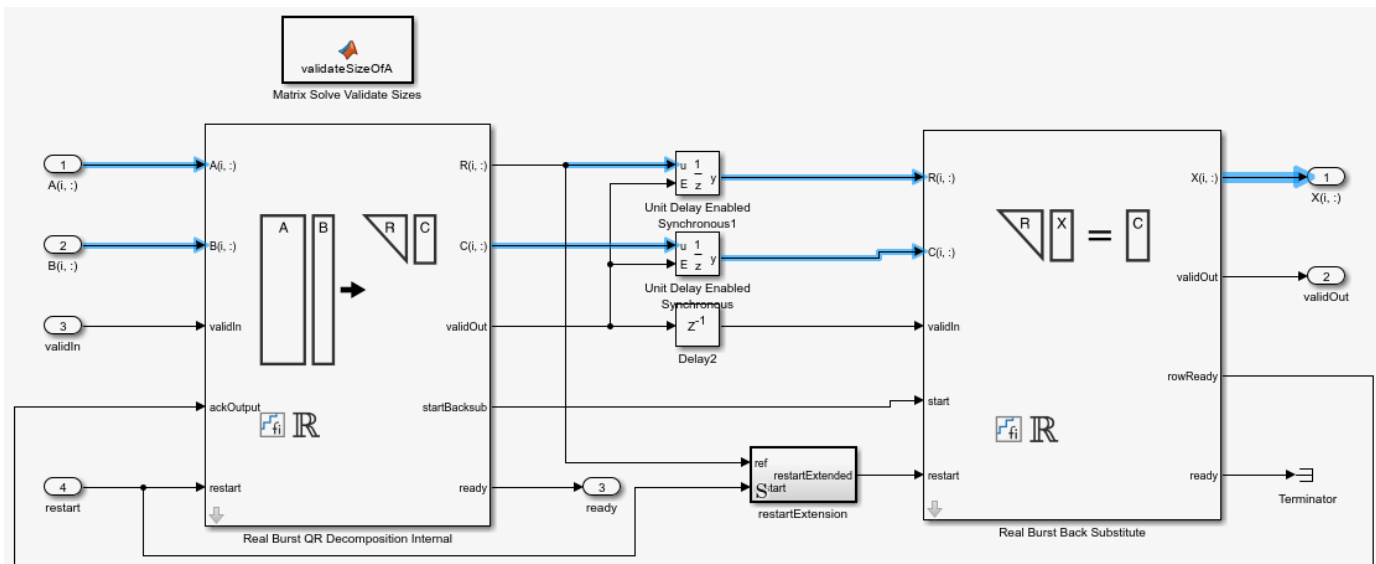 validateSizeOfA
Matrix Solve Validate Sizes
1
A(i, :)
2
B(i, :)
3
validIn
4
restart
A(i, :)
B(i, :)
validIn
ackOutput
restart
A
B
R
C
fi ℝ
R(i, :)
C(i, :)
validOut
startBacksub
ready
Real Burst QR Decomposition Internal
3
ready
u
E
1
z
y
Unit Delay Enabled
Synchronous1
u
E
1
z
y
Unit Delay Enabled
Synchronous
z-1
Delay2
ref
restartExtended
Start
restartExtension
R(i, :)
C(i, :)
validIn
start
restart
R
X
=
C
fi ℝ
X(i, :)
validOut
rowReady
ready
Real Burst Back Substitute
1
X(i, :)
2
validOut
Terminator